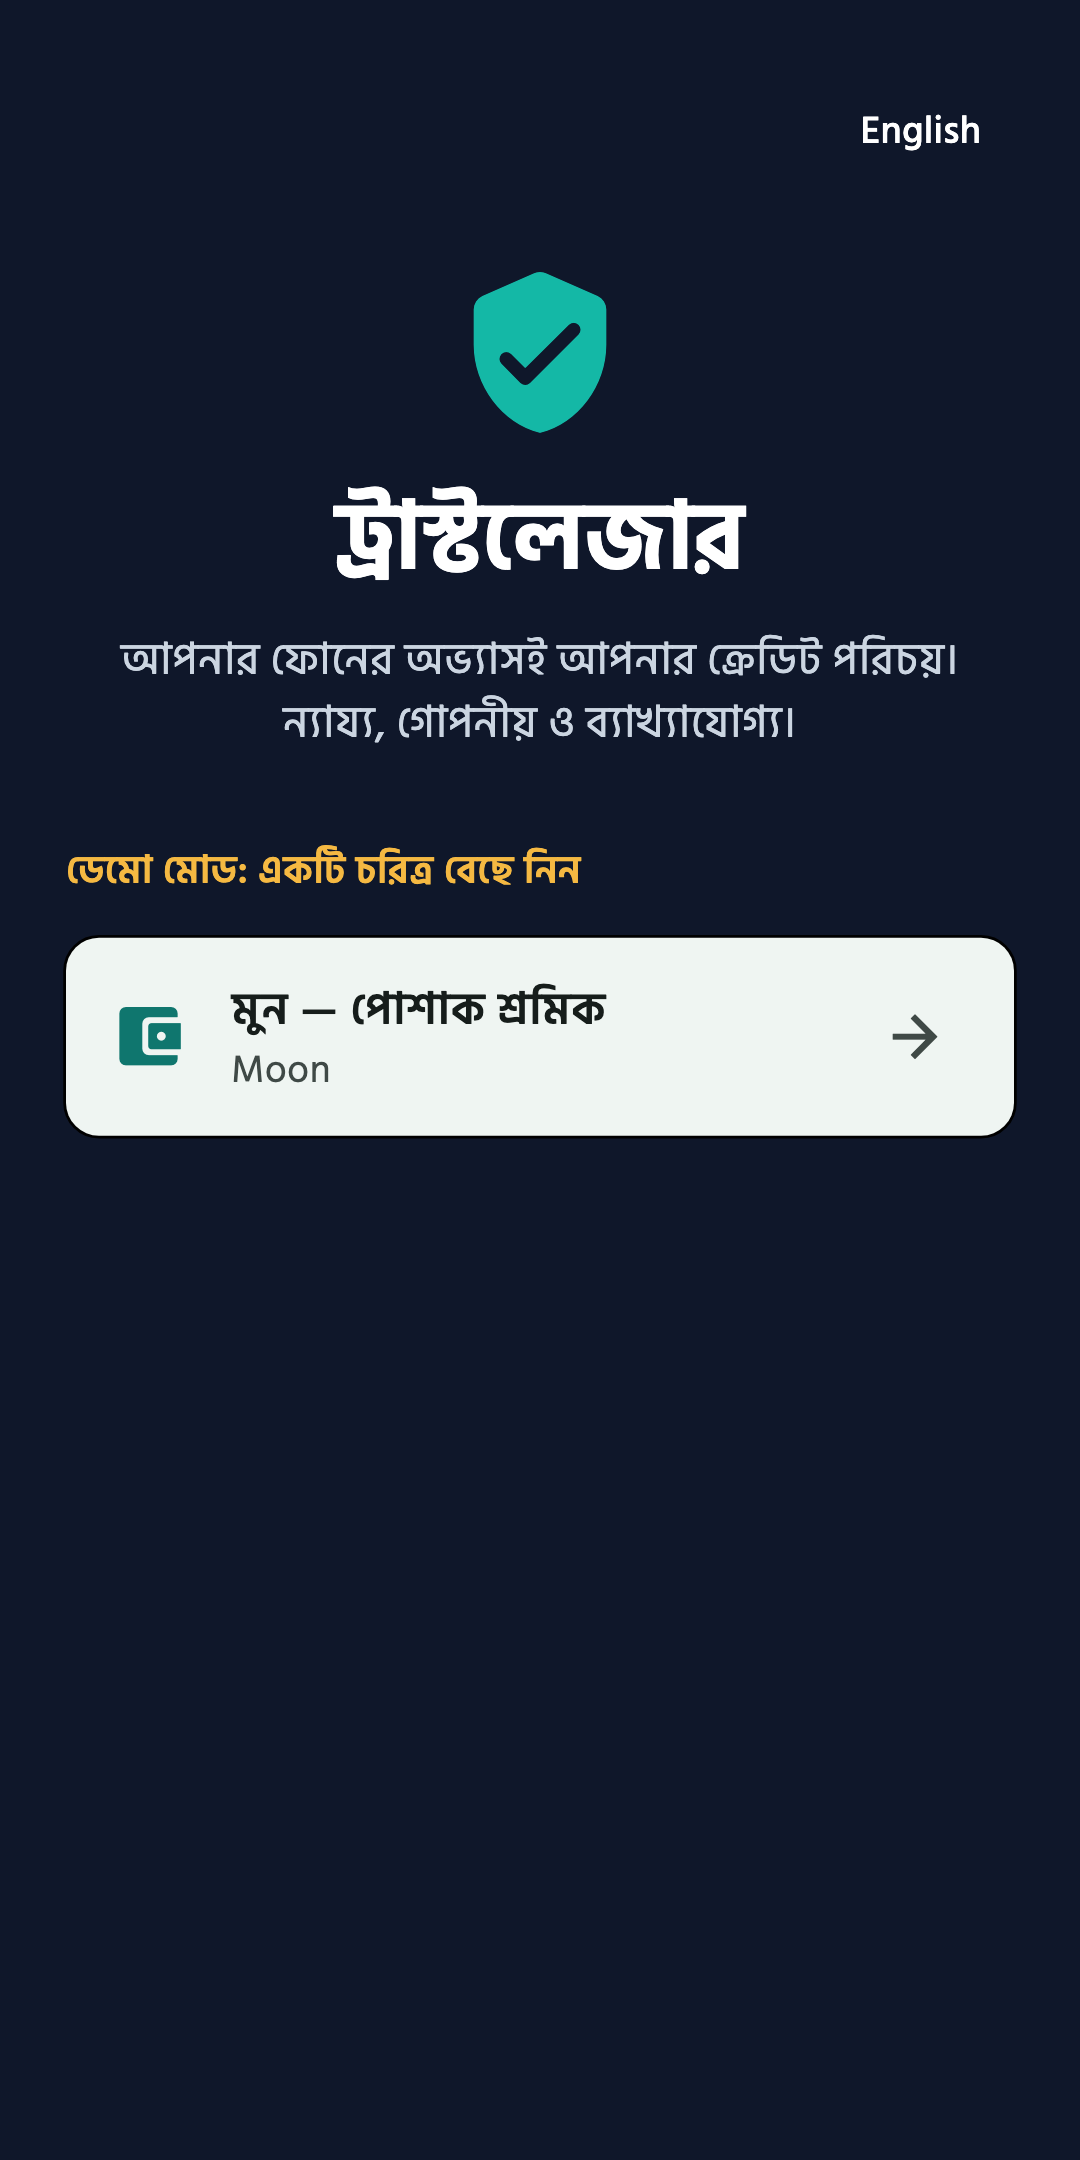 English
ট্রাস্টলেজার
আপনার ফোনের অভ্যাসই আপনার ক্রেডিট পরিচয়।
ন্যায্য, গোপনীয় ও ব্যাখ্যাযোগ্য।
ডেমো মোড: একটি চরিত্র বেছে নিন
মুন — পোশাক শ্রমিক
Moon